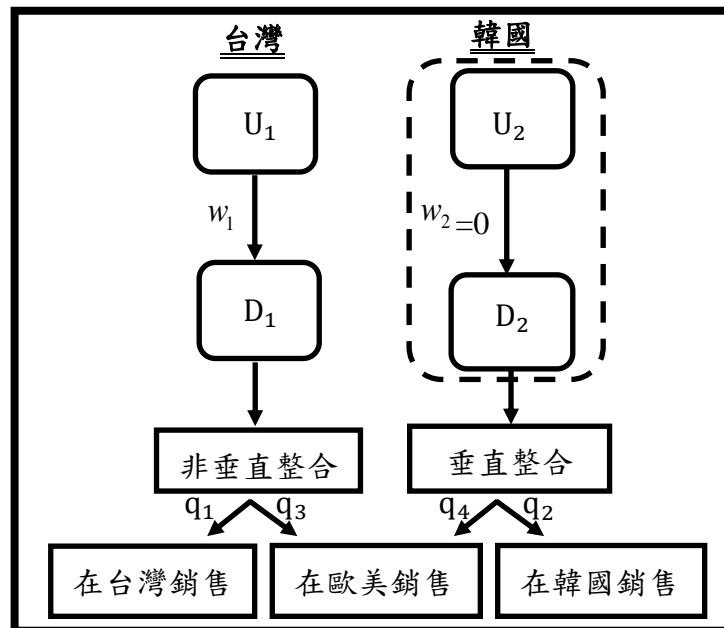 台灣 韓國
U₁ U₂
w₁ w₂=0
D₁ D₂
非垂直整合 垂直整合
q₁ q₃ q₄ q₂
在台灣銷售 在歐美銷售 在韓國銷售